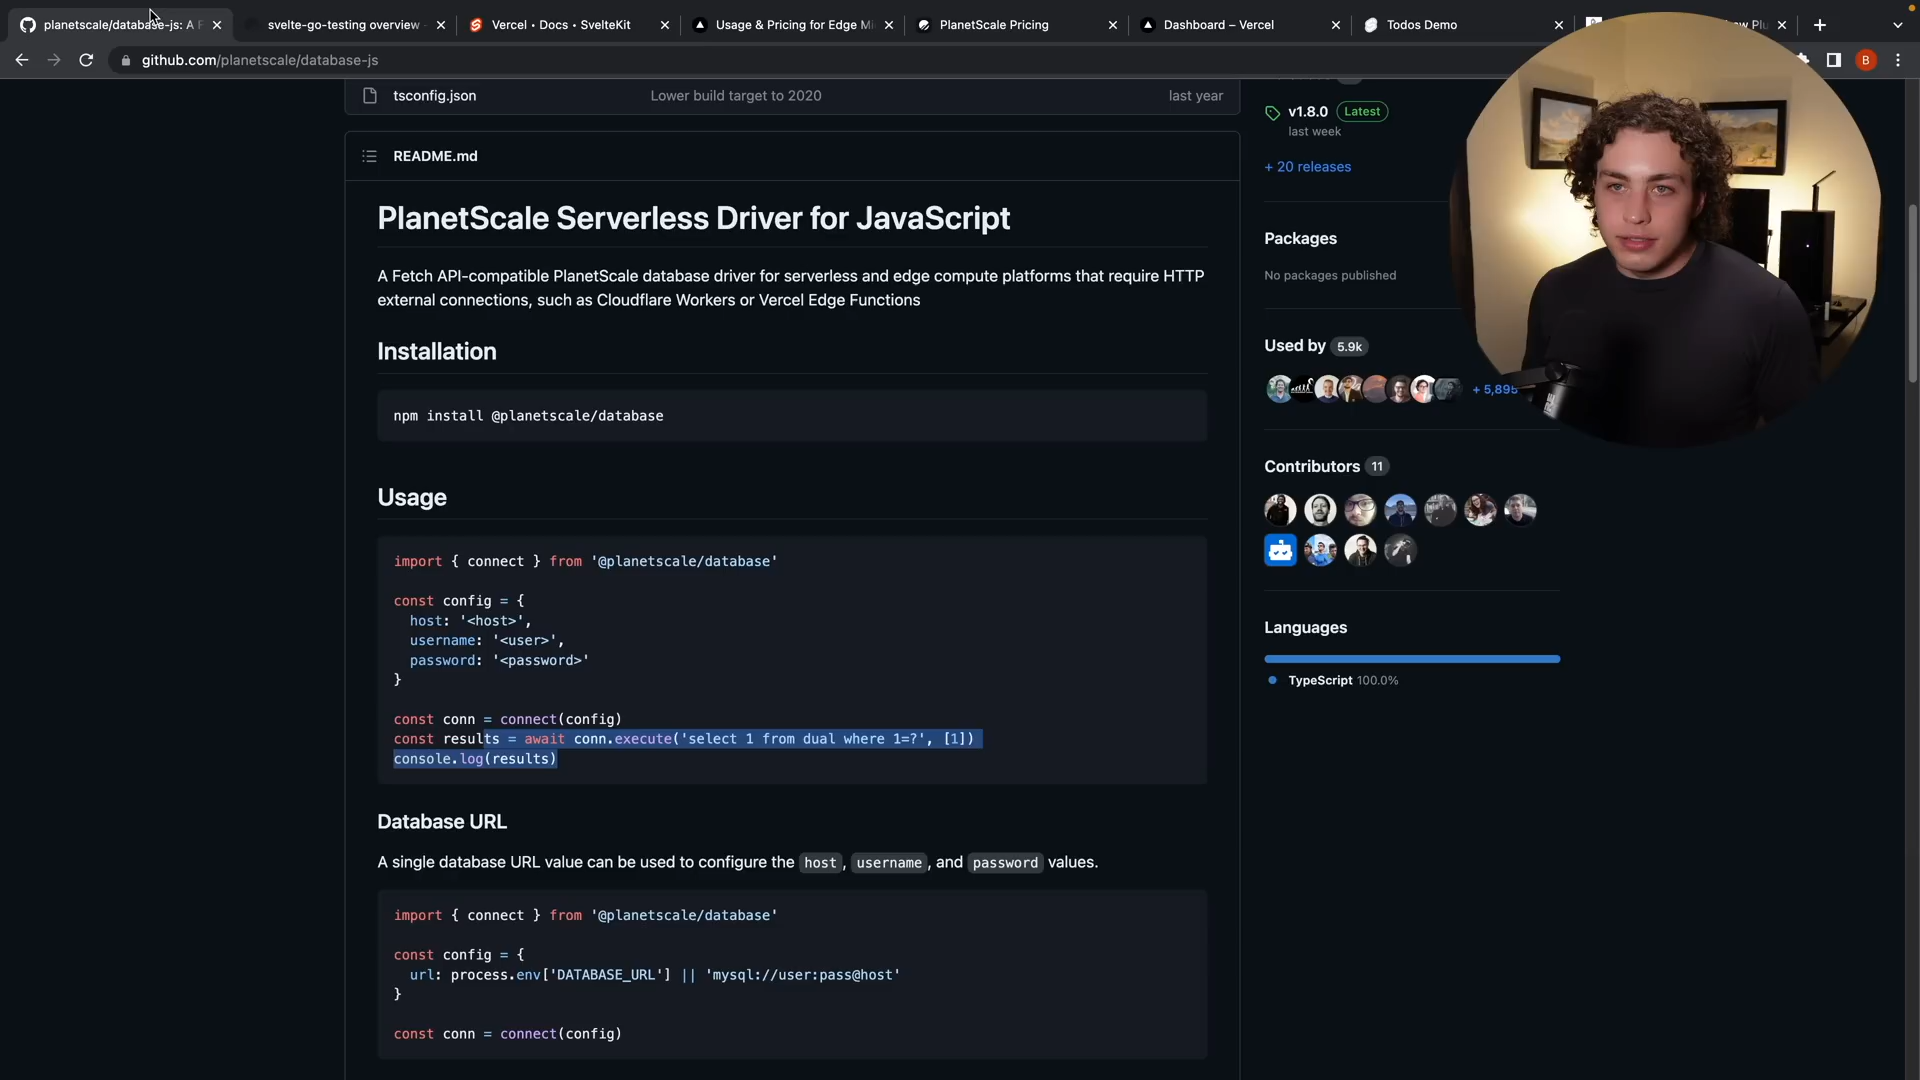 planetscale/database-js: A F
svelte-go-testing overview
Vercel • Docs • SvelteKit
Usage & Pricing for Edge Mi
PlanetScale Pricing
Dashboard – Vercel
Todos Demo
github.com/planetscale/database-js
B
tsconfig.json
Lower build target to 2020
last year
README.md
PlanetScale Serverless Driver for JavaScript
A Fetch API-compatible PlanetScale database driver for serverless and edge compute platforms that require HTTP
external connections, such as Cloudflare Workers or Vercel Edge Functions
Installation
npm install @planetscale/database
Usage
import { connect } from '@planetscale/database'
const config = {
host: '<host>',
username: '<user>',
password: '<password>'
}
const conn = connect(config)
const results = await conn.execute('select 1 from dual where 1=?', [1])
console.log(results)
Database URL
A single database URL value can be used to configure the host, username, and password values.
import { connect } from '@planetscale/database'
const config = {
url: process.env['DATABASE_URL'] || 'mysql://user:pass@host'
}
const conn = connect(config)
v1.8.0 Latest
last week
+ 20 releases
Packages
No packages published
Used by 5.9k
+ 5,895
Contributors 11
Languages
TypeScript 100.0%